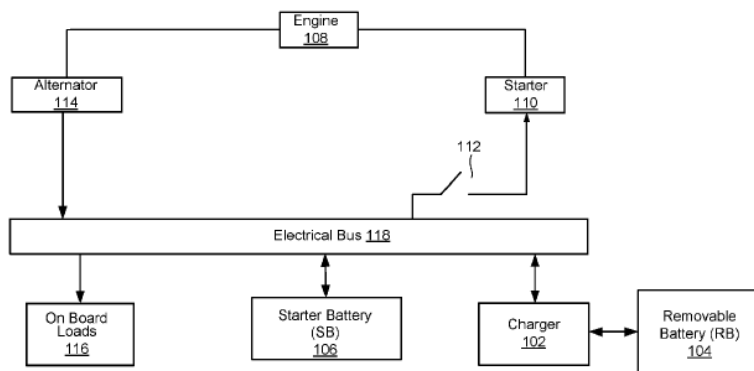 Engine
108
Alternator
114
Starter
110
112
Electrical Bus 118
On Board
Loads
116
Starter Battery
(SB)
106
Charger
102
Removable
Battery (RB)
104